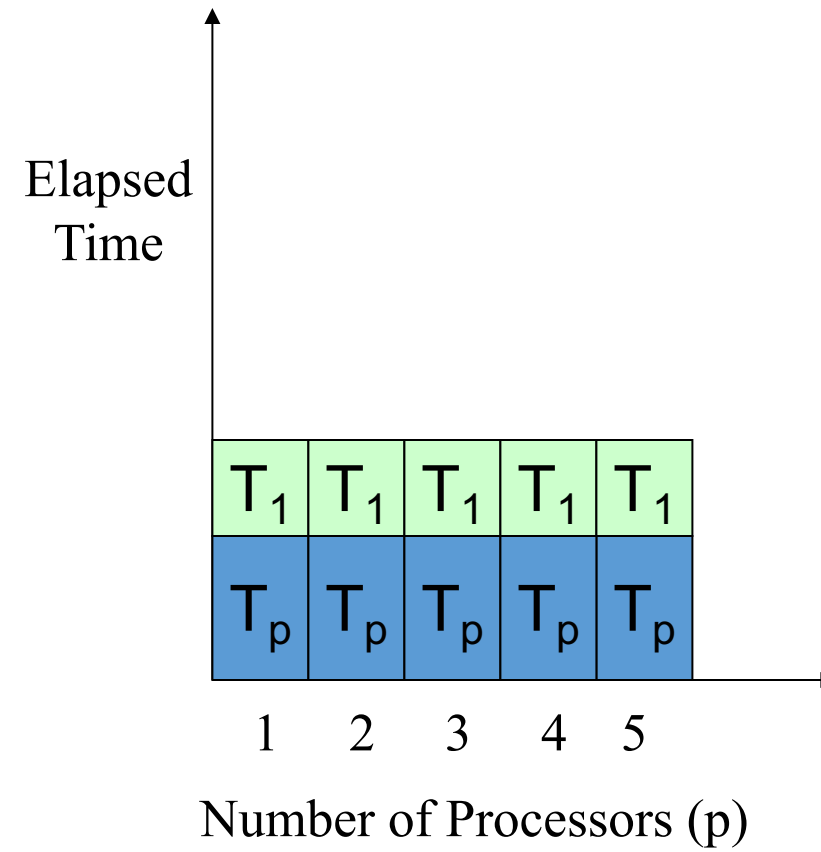 Elapsed
Time
T₁ T₁ T₁ T₁ T₁
Tₚ Tₚ Tₚ Tₚ Tₚ
1 2 3 4 5
Number of Processors (p)